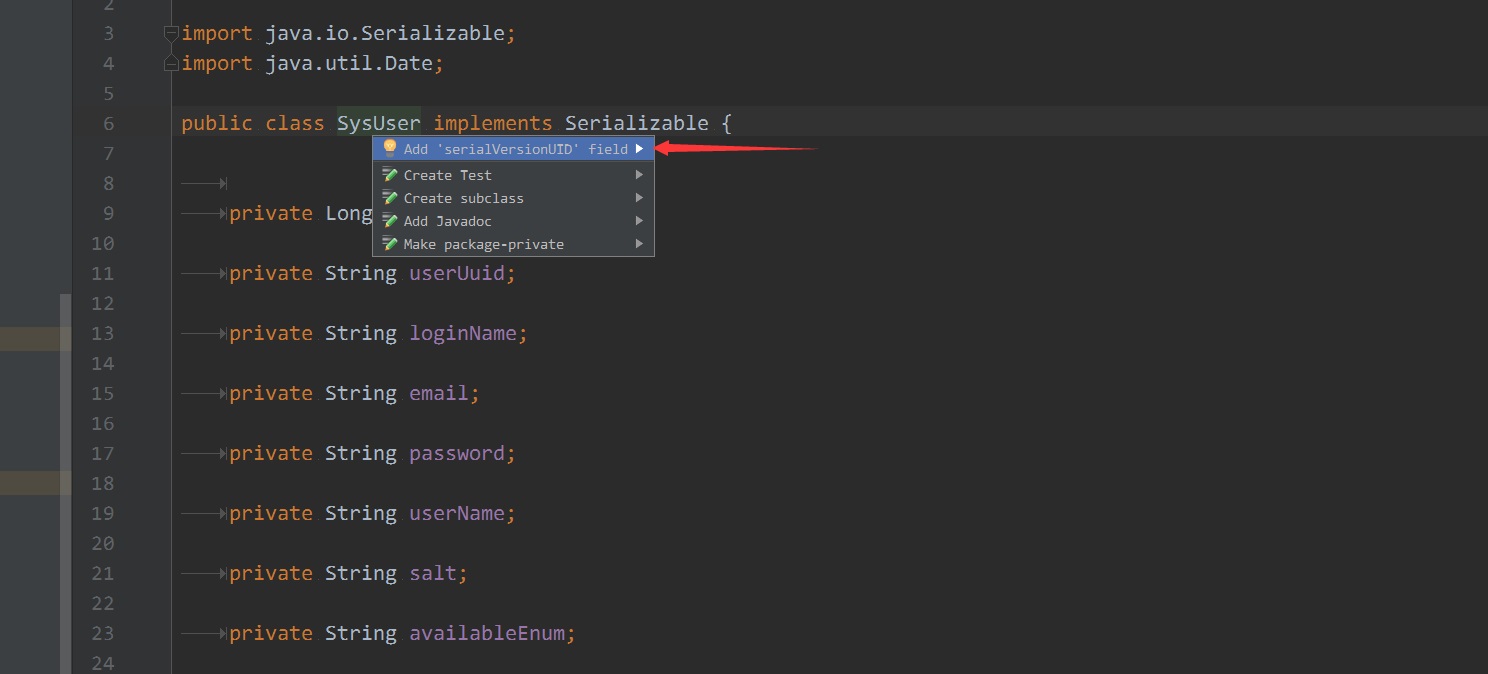 2
3 import java.io.Serializable;
4 import java.util.Date;
5
6 public class SysUser implements Serializable {
7 Add 'serialVersionUID' field
Create Test
8
Create subclass
9 private Long
Add Javadoc
10 Make package-private
11 private String userUuid;
12
13 private String loginName;
14
15 private String email;
16
17 private String password;
18
19 private String userName;
20
21 private String salt;
22
23 private String availableEnum;
24